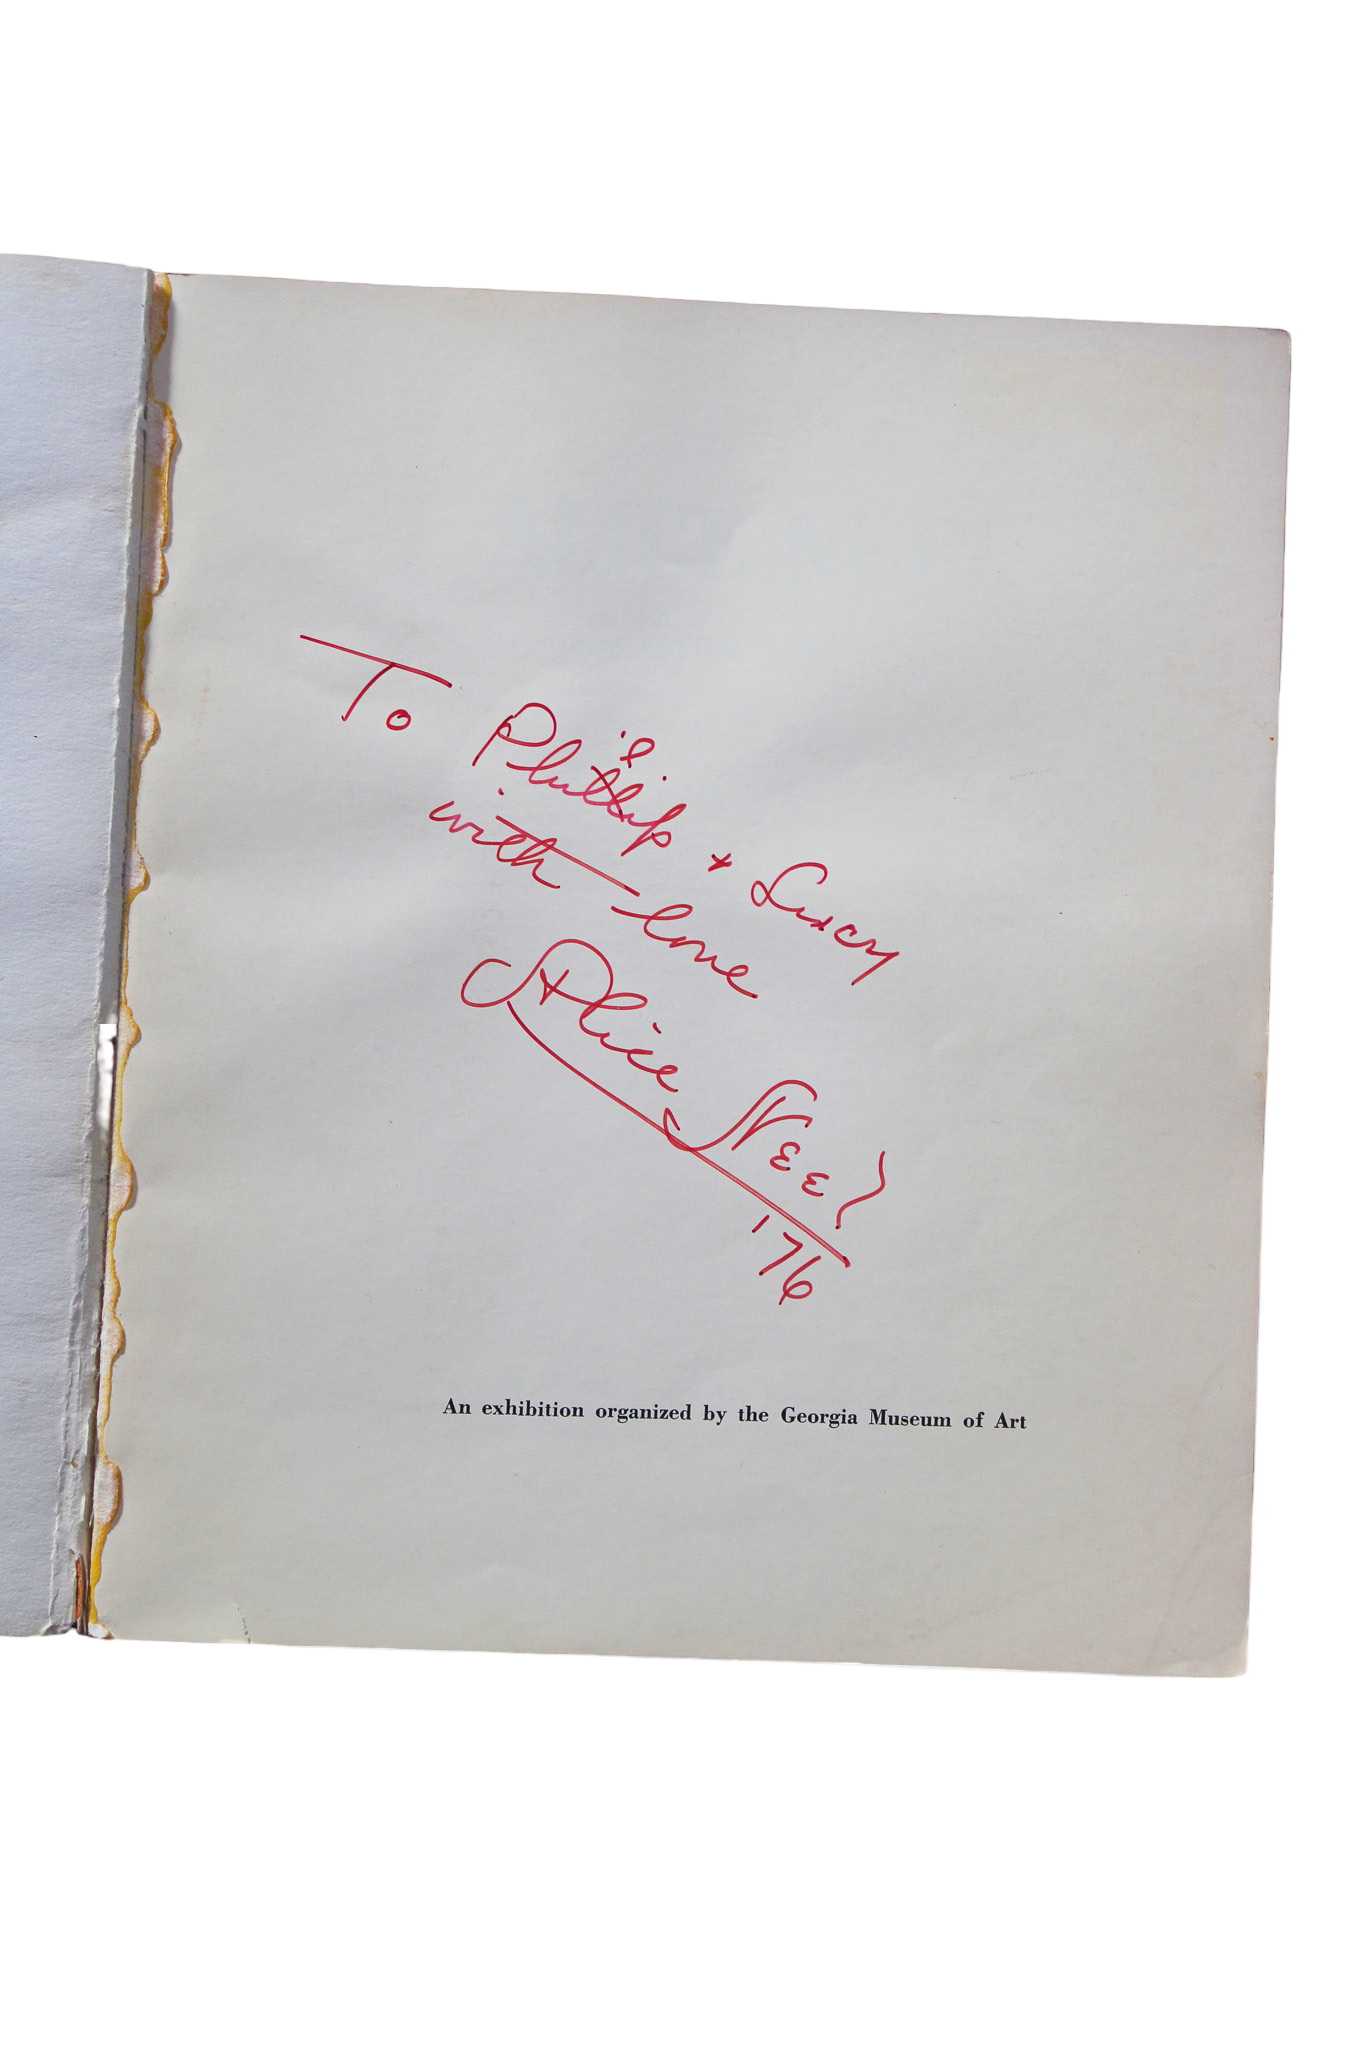 To Phillip + Lucy
with love
Alice Neel
'76
An exhibition organized by the Georgia Museum of Art